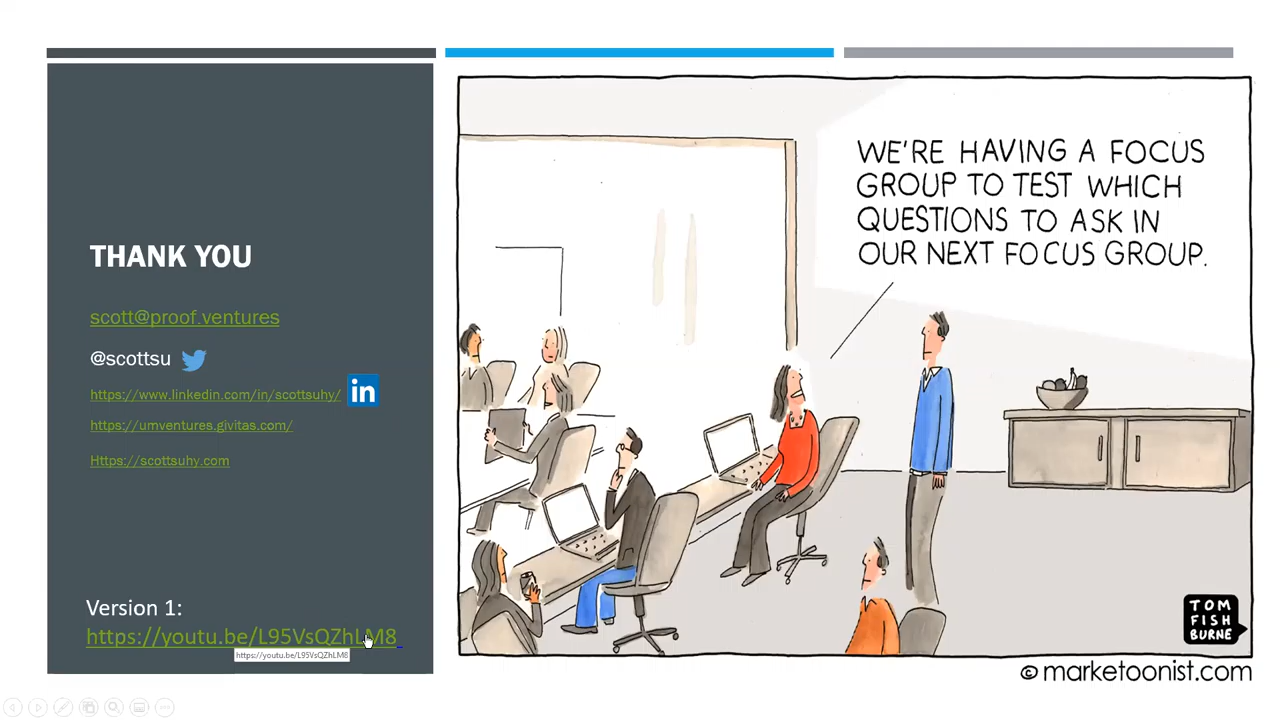 THANK YOU
scott@proof.ventures
@scottsu
https://www.linkedin.com/in/scottsuhy/
in
https://umventures.givitas.com/
Https://scottsuhy.com
Version 1:
https://youtu.be/L95VsQZhLM8
https://youtu.be/L95VsQZhLM8
WE'RE HAVING A FOCUS
GROUP TO TEST WHICH
QUESTIONS TO ASK IN
OUR NEXT FOCUS GROUP.
TOM
FISH
BURNE
© marketoonist.com